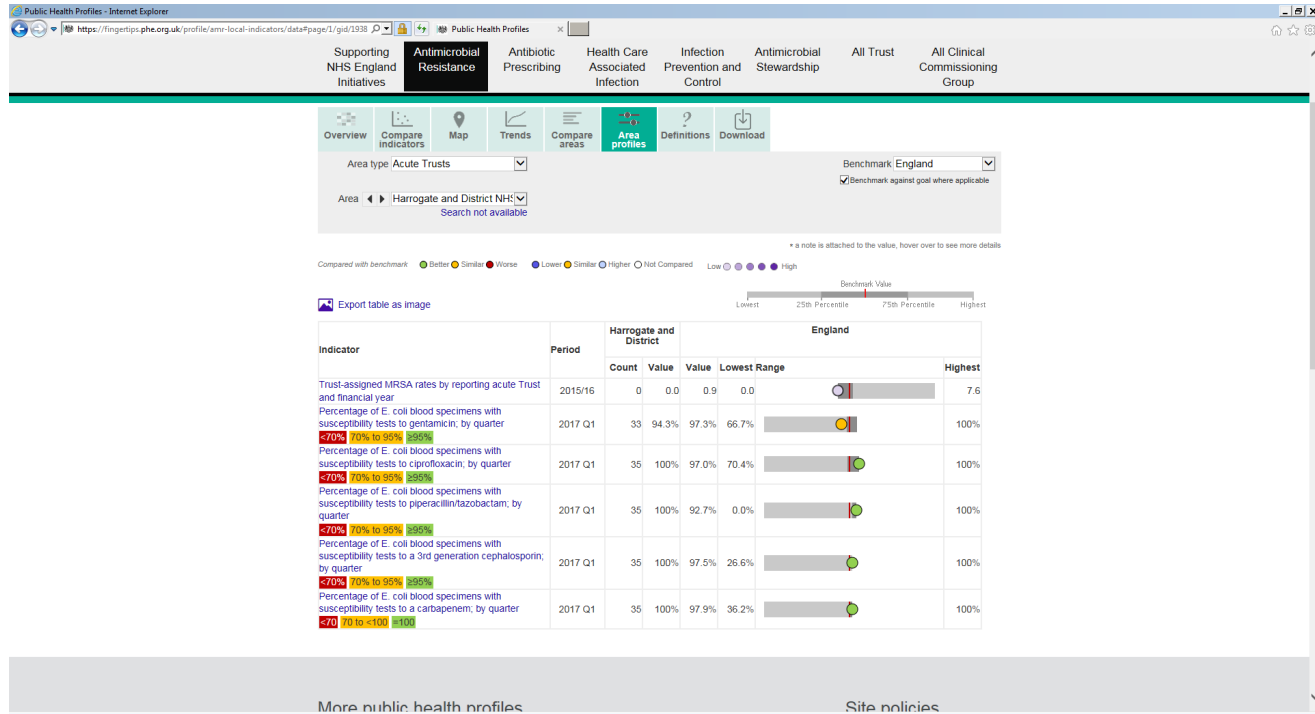 Public Health Profiles - Internet Explorer
https://fingertips.phe.org.uk/profile/amr-local-indicators/data#page/1/gid/1938
Public Health Profiles
Supporting NHS England Initiatives
Antimicrobial Resistance
Antibiotic Prescribing
Health Care Associated Infection
Infection Prevention and Control
Antimicrobial Stewardship
All Trust
All Clinical Commissioning Group
Overview
Compare indicators
Map
Trends
Compare areas
Area profiles
Definitions
Download
Area type Acute Trusts
Benchmark England
Benchmark against goal where applicable
Area Harrogate and District NHS
Search not available
* a note is attached to the value, hover over to see more details
Compared with benchmark Better Similar Worse Lower Similar Higher Not Compared Low High
Benchmark Value
Export table as image
Lowest 25th Percentile 75th Percentile Highest
Indicator Period Harrogate and District England
Count Value Value Lowest Range Highest
Trust-assigned MRSA rates by reporting acute Trust
and financial year
2015/16 0 0.0 0.9 0.0 7.6
Percentage of E. coli blood specimens with
susceptibility tests to gentamicin; by quarter
<70% 70% to 95% ≥95%
2017 Q1 33 94.3% 97.3% 66.7% 100%
Percentage of E. coli blood specimens with
susceptibility tests to ciprofloxacin; by quarter
<70% 70% to 95% ≥95%
2017 Q1 35 100% 97.0% 70.4% 100%
Percentage of E. coli blood specimens with
susceptibility tests to piperacillin/tazobactam; by
quarter
<70% 70% to 95% ≥95%
2017 Q1 35 100% 92.7% 0.0% 100%
Percentage of E. coli blood specimens with
susceptibility tests to a 3rd generation cephalosporin;
by quarter
<70% 70% to 95% ≥95%
2017 Q1 35 100% 97.5% 26.6% 100%
Percentage of E. coli blood specimens with
susceptibility tests to a carbapenem; by quarter
<70 70 to <100 =100
2017 Q1 35 100% 97.9% 36.2% 100%
More public health profiles
Site policies